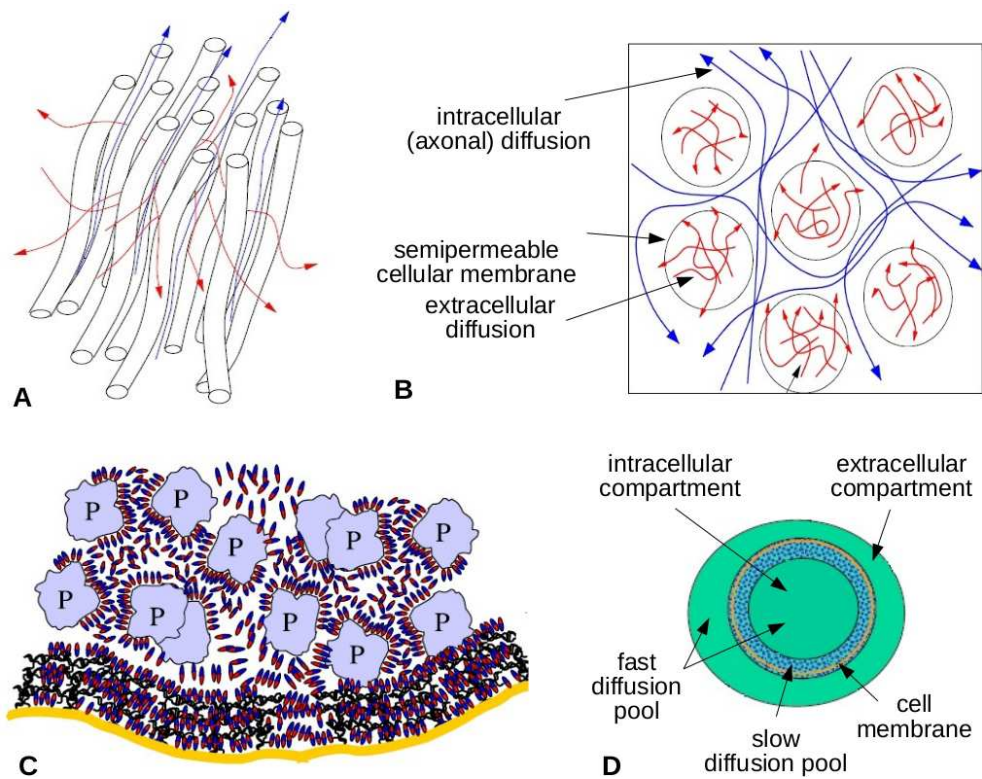 A
intracellular
(axonal) diffusion
semipermeable
cellular membrane
extracellular
diffusion
B
P
P
P
P
P
P
P
P
P
P
C
intracellular
compartment
extracellular
compartment
fast
diffusion
pool
slow
diffusion pool
cell
membrane
D